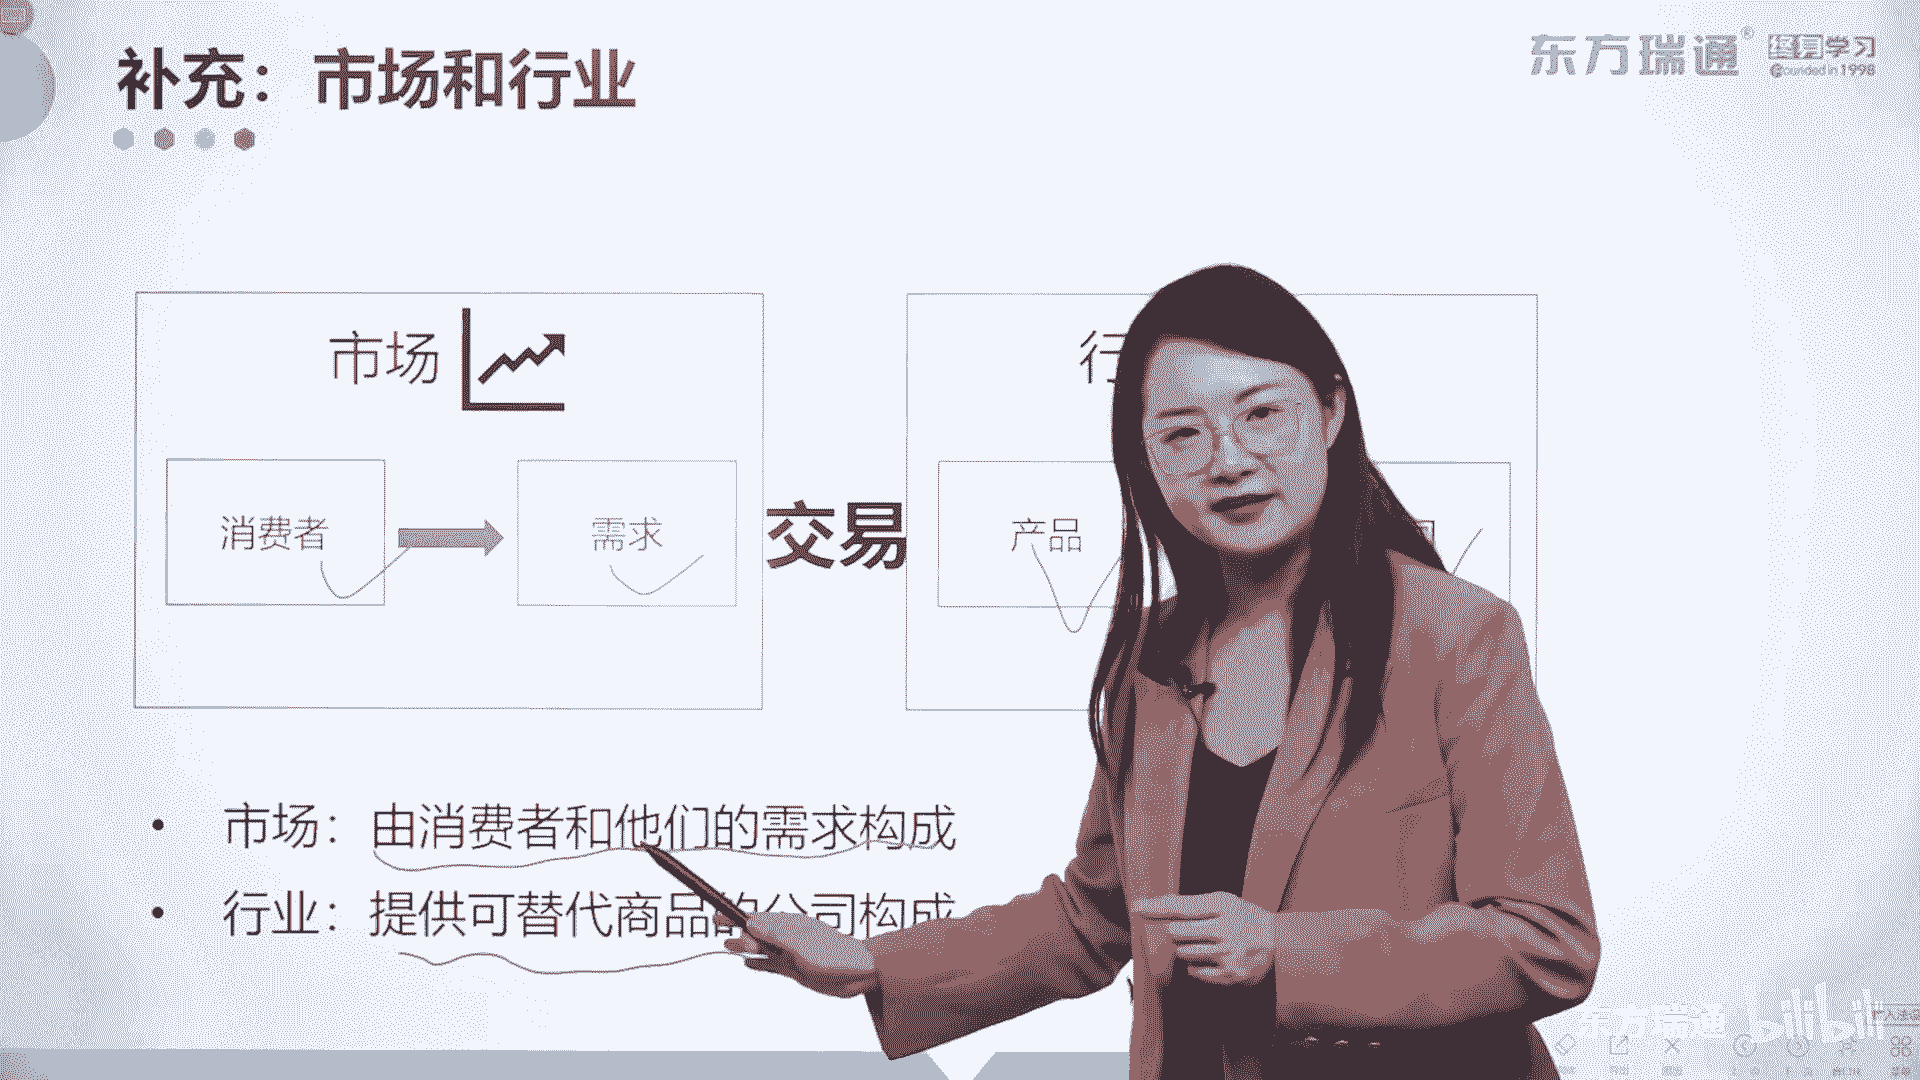 补充：市场和行业
东方瑞通®
终身学习
Founded in 1998
市场
行
消费者
需求
交易
产品
• 市场：由消费者和他们的需求构成
• 行业：提供可替代商品的公司构成
东方瑞通 bilibili